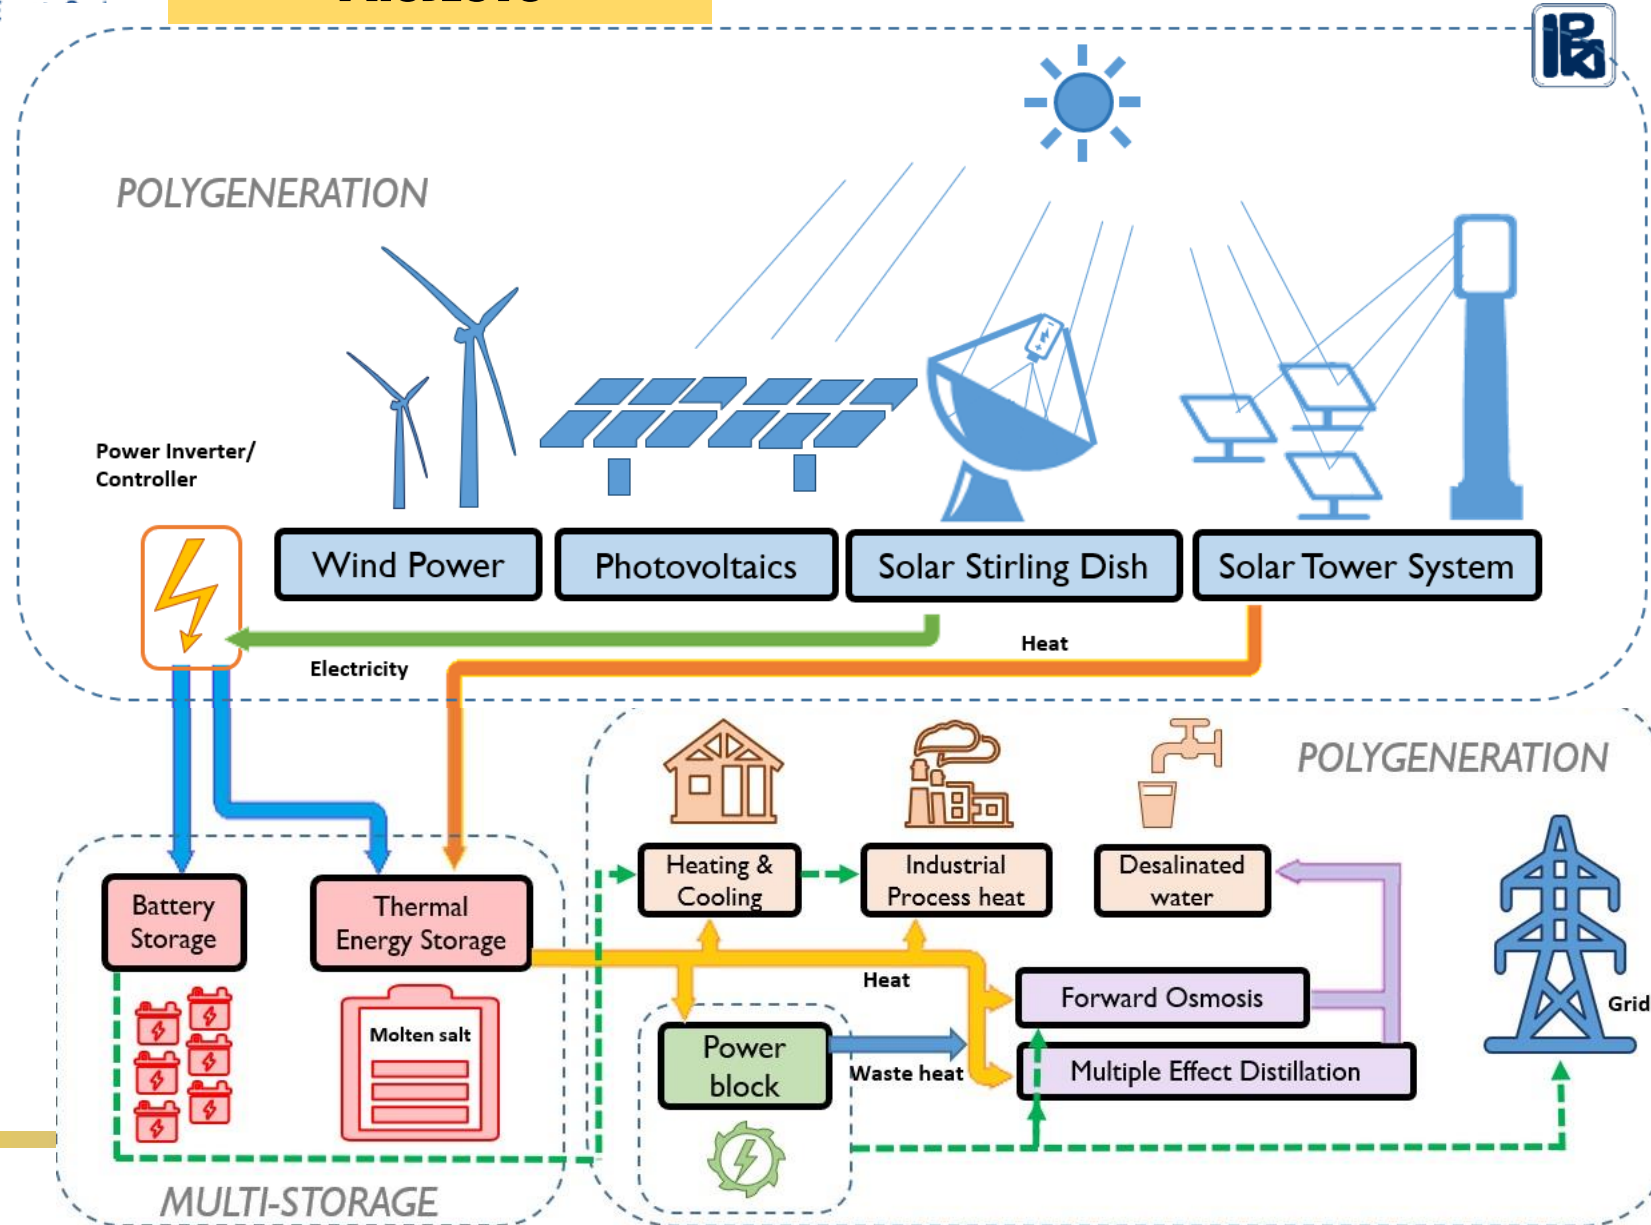 POLYGENERATION
Power Inverter/
Controller
Wind Power
Photovoltaics
Solar Stirling Dish
Solar Tower System
Electricity
Heat
POLYGENERATION
Heating &
Cooling
Industrial
Process heat
Desalinated
water
Battery
Storage
Thermal
Energy Storage
Heat
Forward Osmosis
Grid
Molten salt
Power
block
Waste heat
Multiple Effect Distillation
MULTI-STORAGE